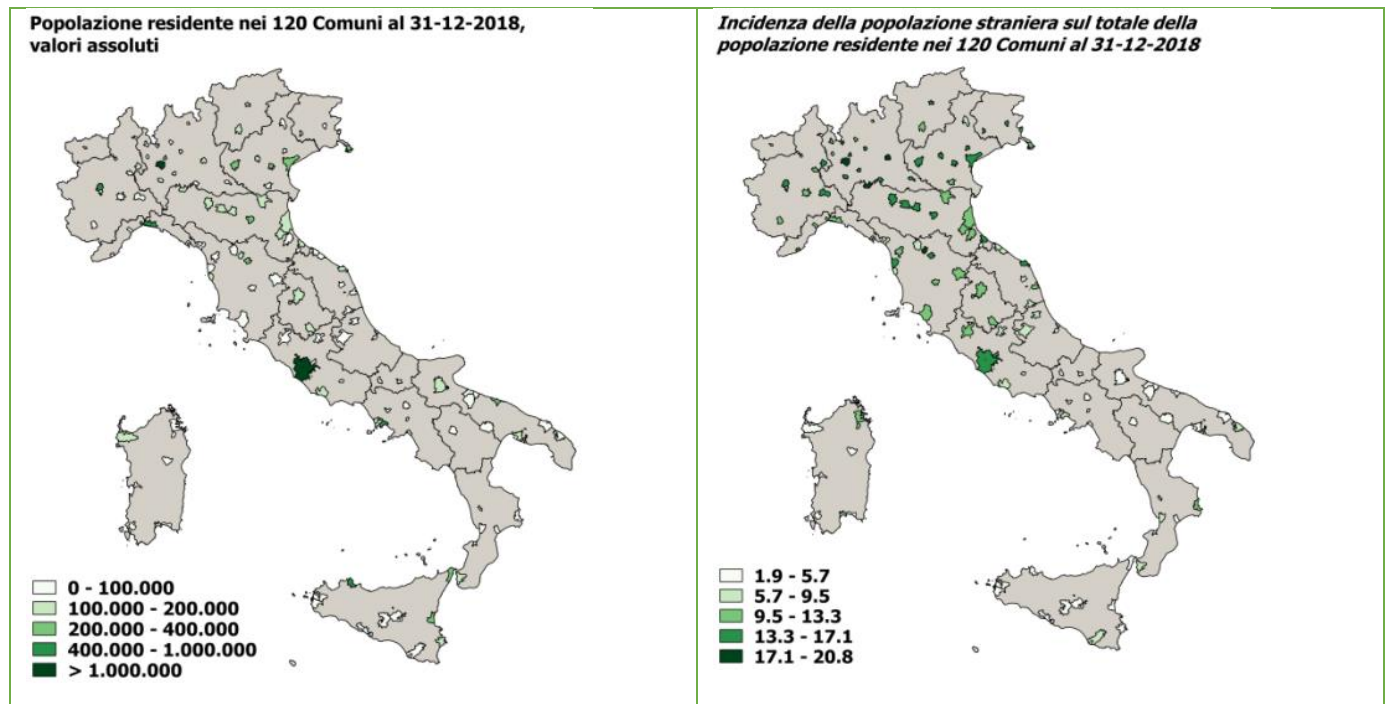 Popolazione residente nei 120 Comuni al 31-12-2018,
valori assoluti
0 - 100.000
100.000 - 200.000
200.000 - 400.000
400.000 - 1.000.000
> 1.000.000
Incidenza della popolazione straniera sul totale della
popolazione residente nei 120 Comuni al 31-12-2018
1.9 - 5.7
5.7 - 9.5
9.5 - 13.3
13.3 - 17.1
17.1 - 20.8